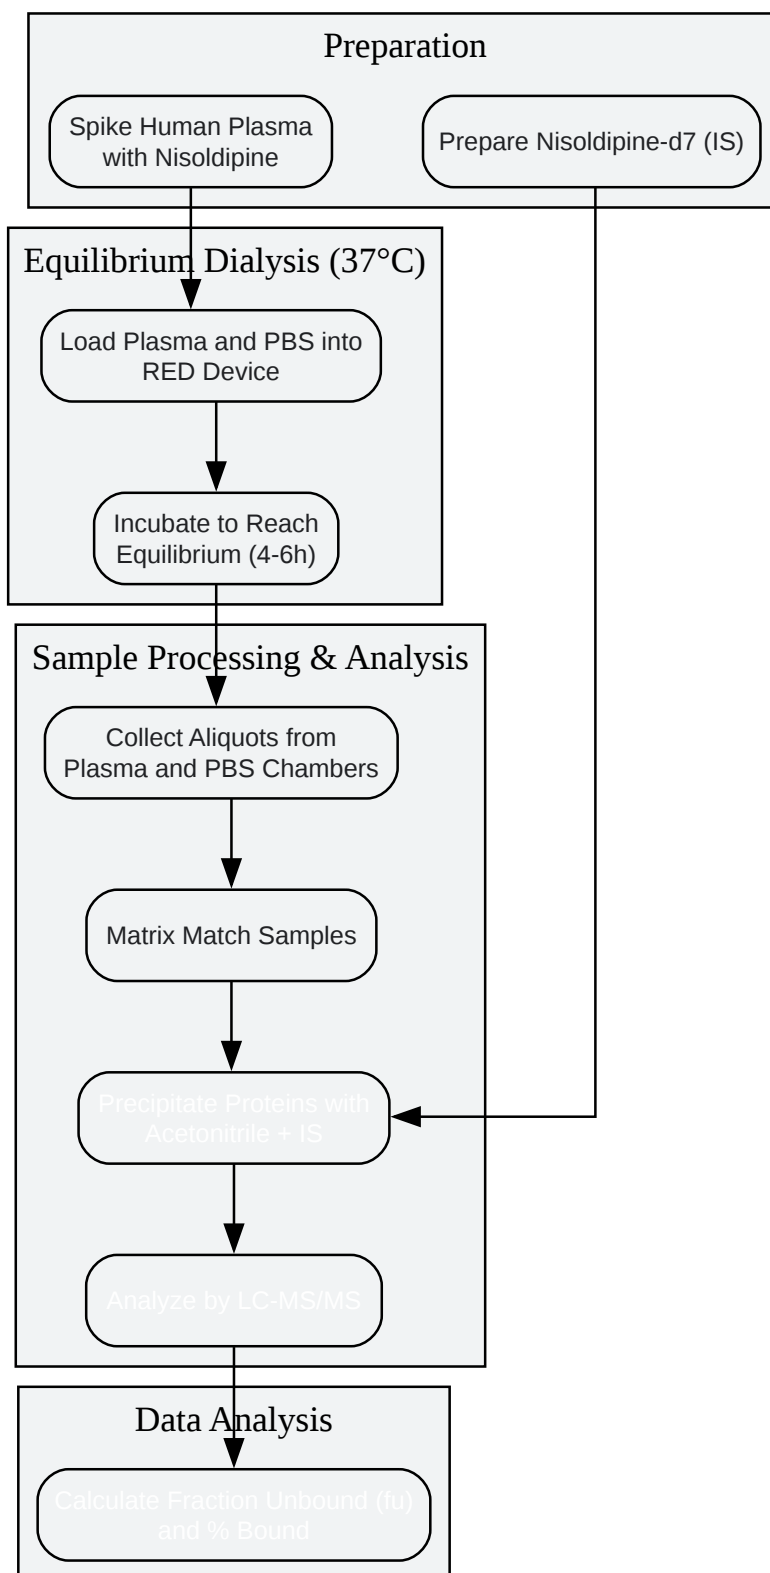 Preparation
Spike Human Plasma
with Nisoldipine
Prepare Nisoldipine-d7 (IS)
Equilibrium Dialysis (37°C)
Load Plasma and PBS into
RED Device
Incubate to Reach
Equilibrium (4-6h)
Sample Processing & Analysis
Collect Aliquots from
Plasma and PBS Chambers
Matrix Match Samples
Precipitate Proteins with
Acetonitrile + IS
Analyze by LC-MS/MS
Data Analysis
Calculate Fraction Unbound (fu)
and % Bound